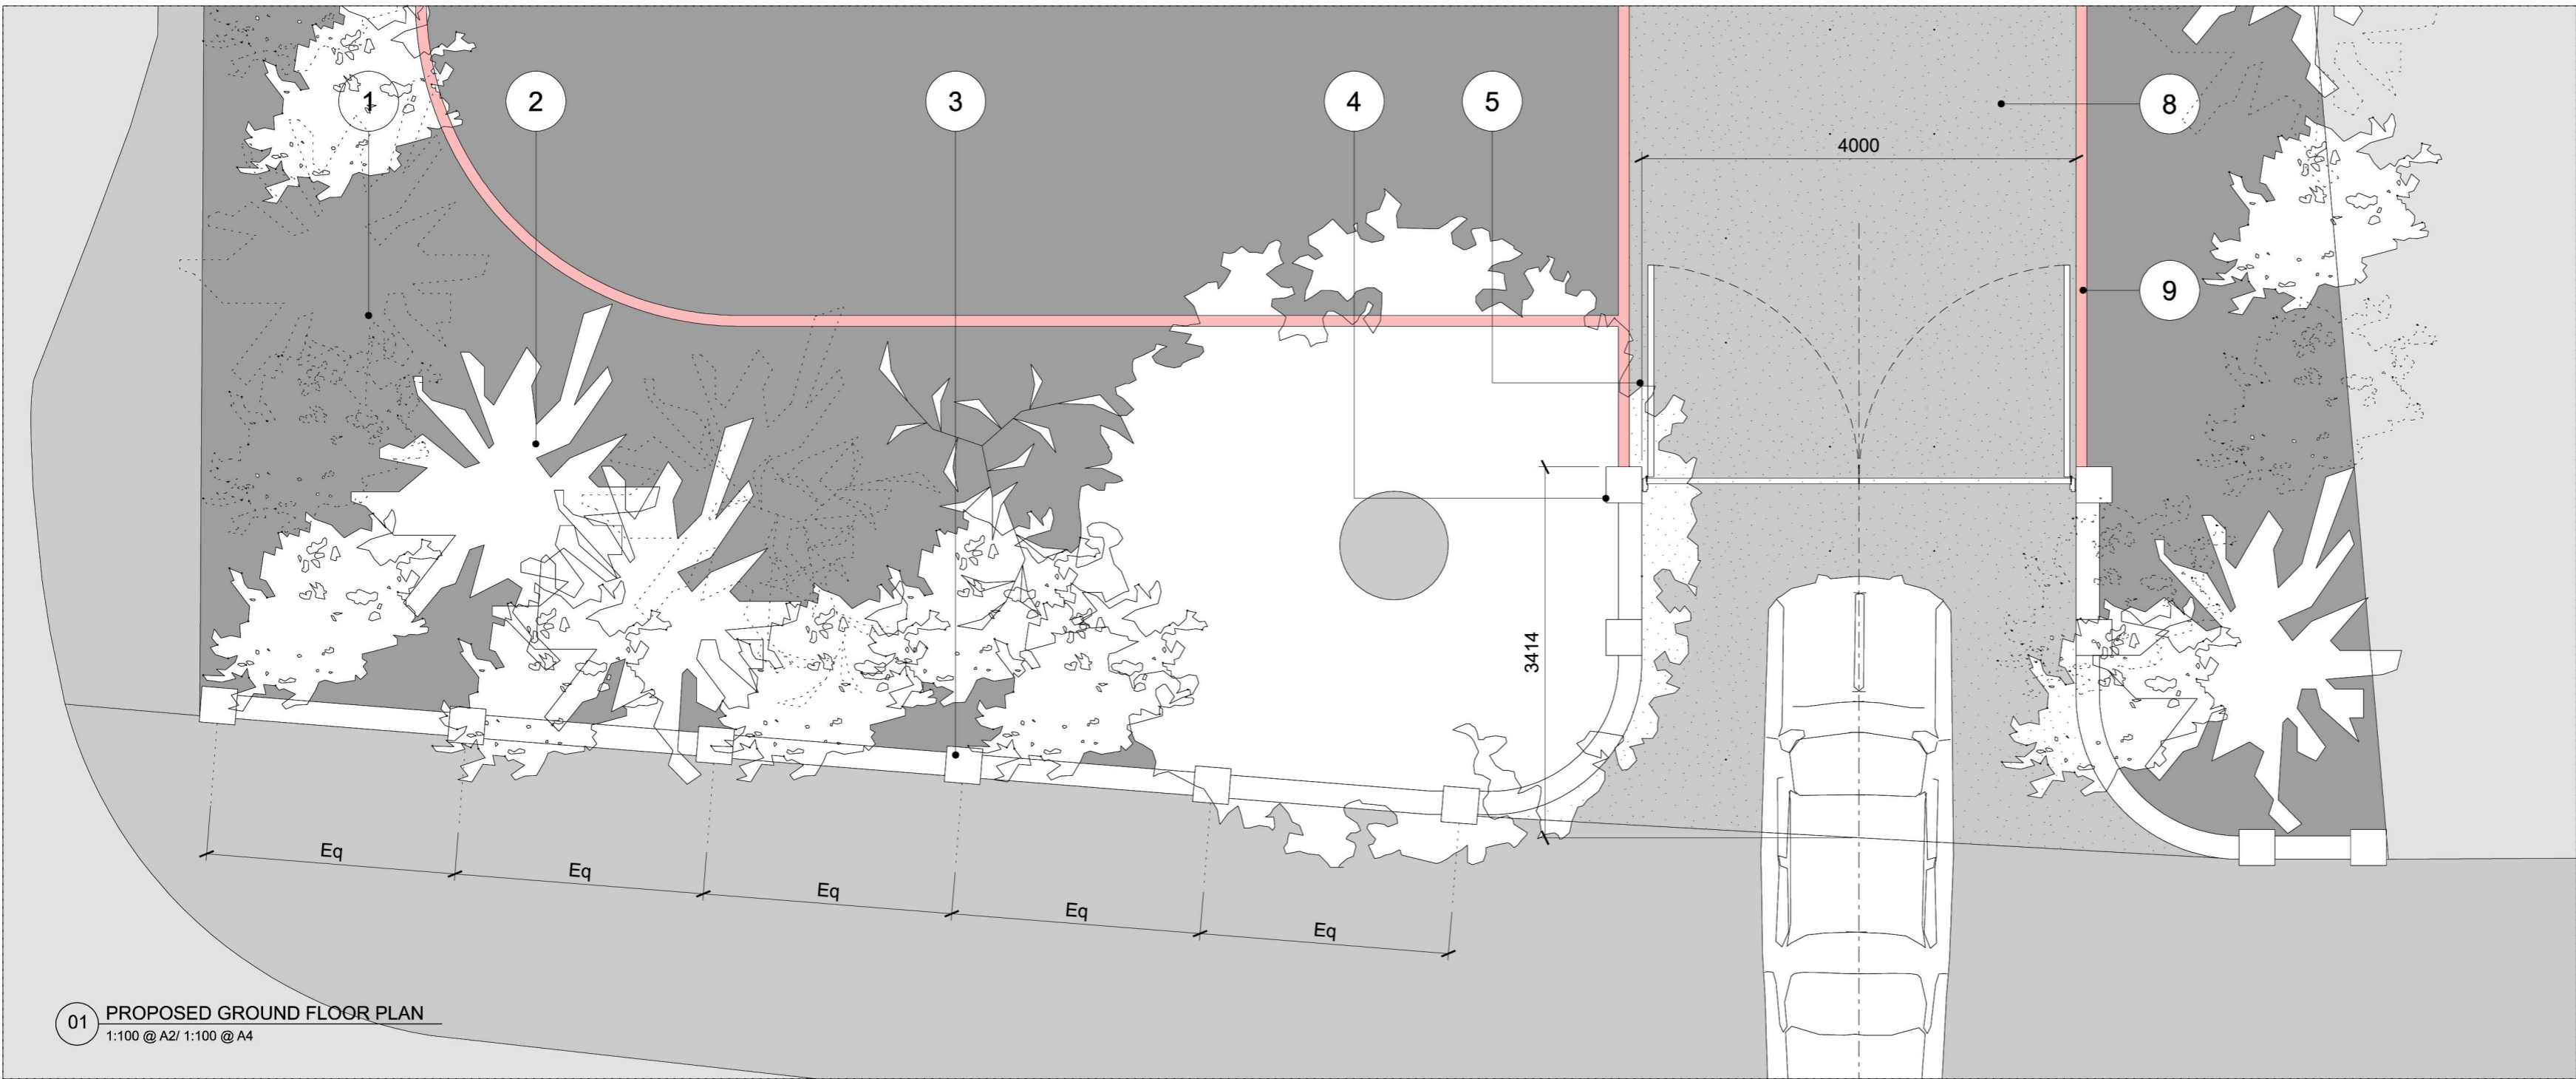 1
2
3
4
5
8
4000
9
3414
Eq
Eq
Eq
Eq
Eq
01
PROPOSED GROUND FLOOR PLAN
1:100 @ A2/ 1:100 @ A4